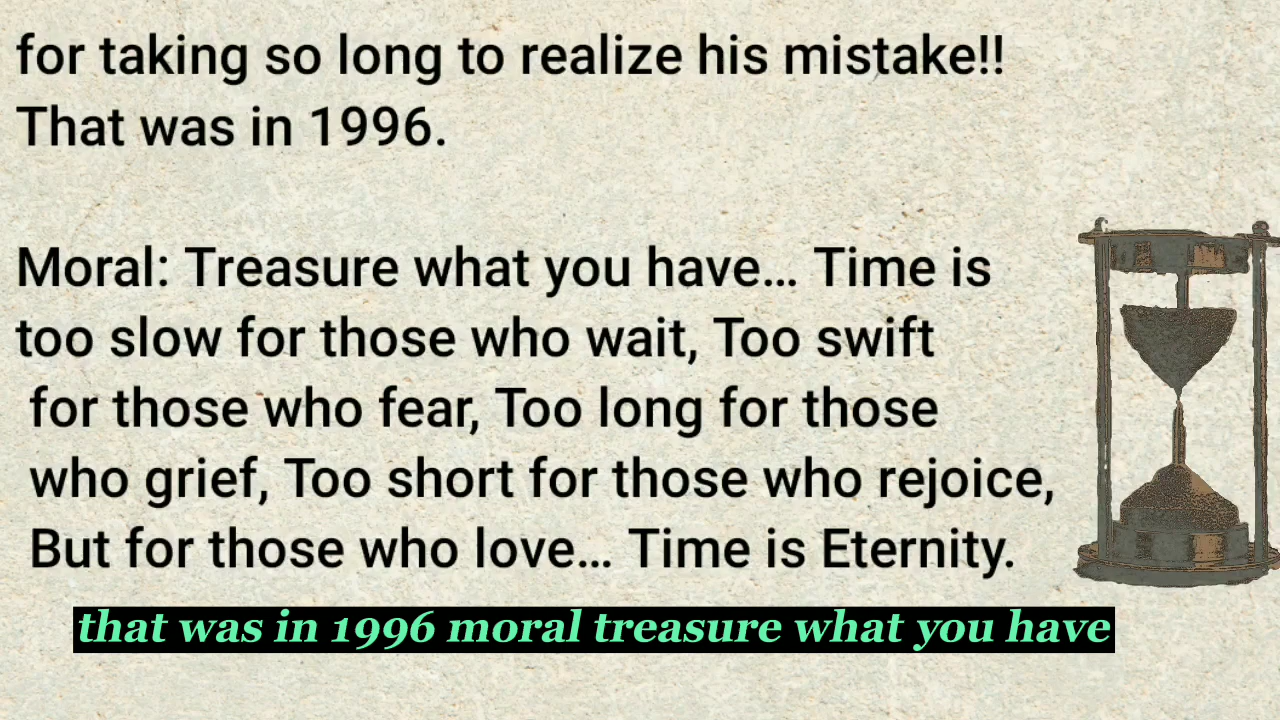 for taking so long to realize his mistake!!
That was in 1996.
Moral: Treasure what you have... Time is
too slow for those who wait, Too swift
for those who fear, Too long for those
who grief, Too short for those who rejoice,
But for those who love... Time is Eternity.
that was in 1996 moral treasure what you have